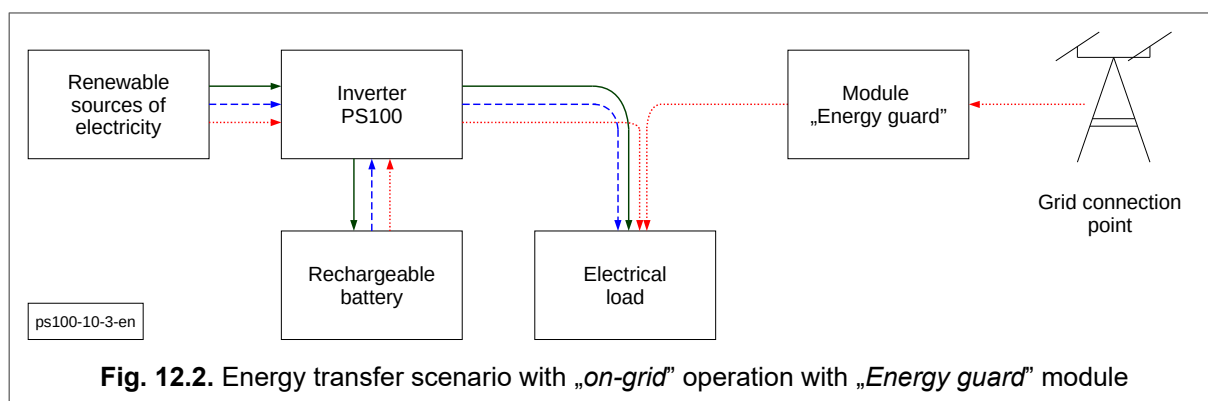 Renewable
sources of
electricity
Inverter
PS100
Module
„Energy guard”
Grid connection
point
Rechargeable
battery
Electrical
load
ps100-10-3-en
Fig. 12.2. Energy transfer scenario with „on-grid” operation with „Energy guard” module